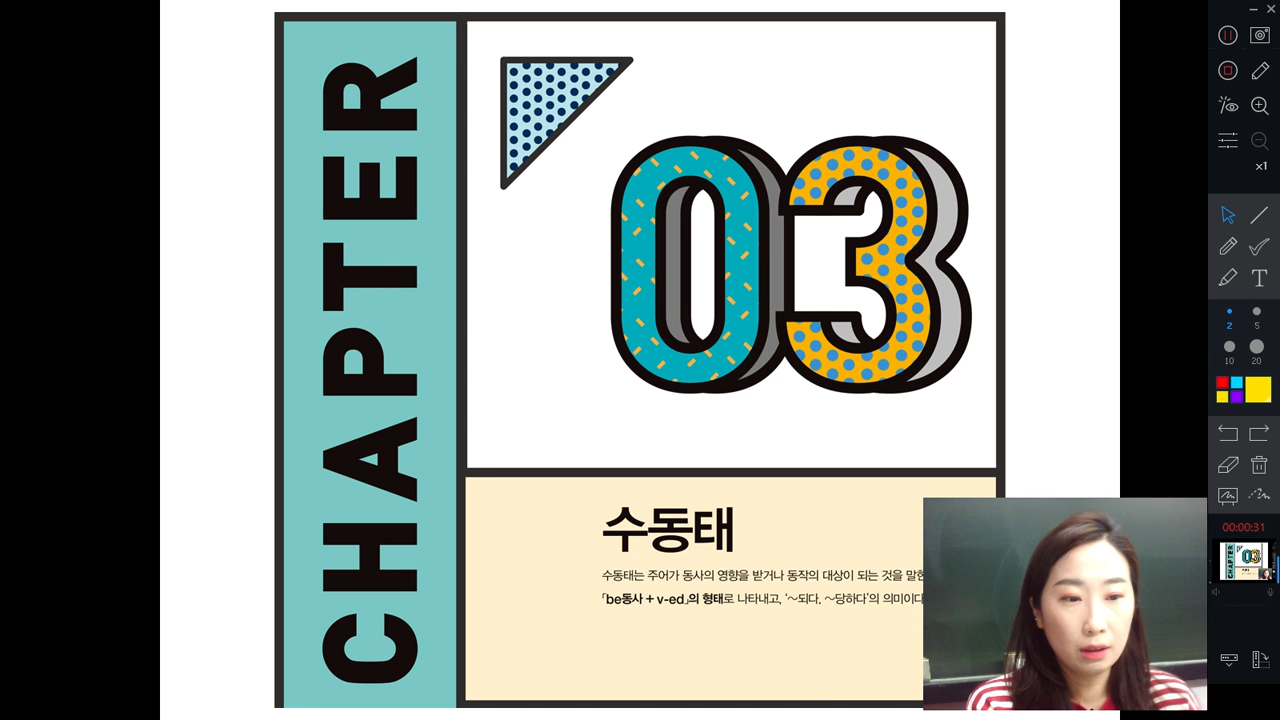 CHAPTER
03
수동태
수동태는 주어가 동사의 영향을 받거나 동작의 대상이 되는 것을
「be동사 + v-ed」의 형태로 나타내고, ‘~되다, ~당하다’의 의미이다
x1
T
2
5
10
20
00:00:31